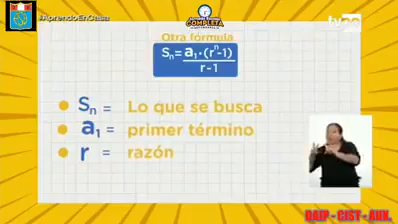 #AprendoEnCasa
COMPLETA
Otra fórmula
Sₙ = a₁·(rⁿ-1)
r-1
Sₙ = Lo que se busca
a₁ = primer término
r = razón
DAIP - CIST - AUX.